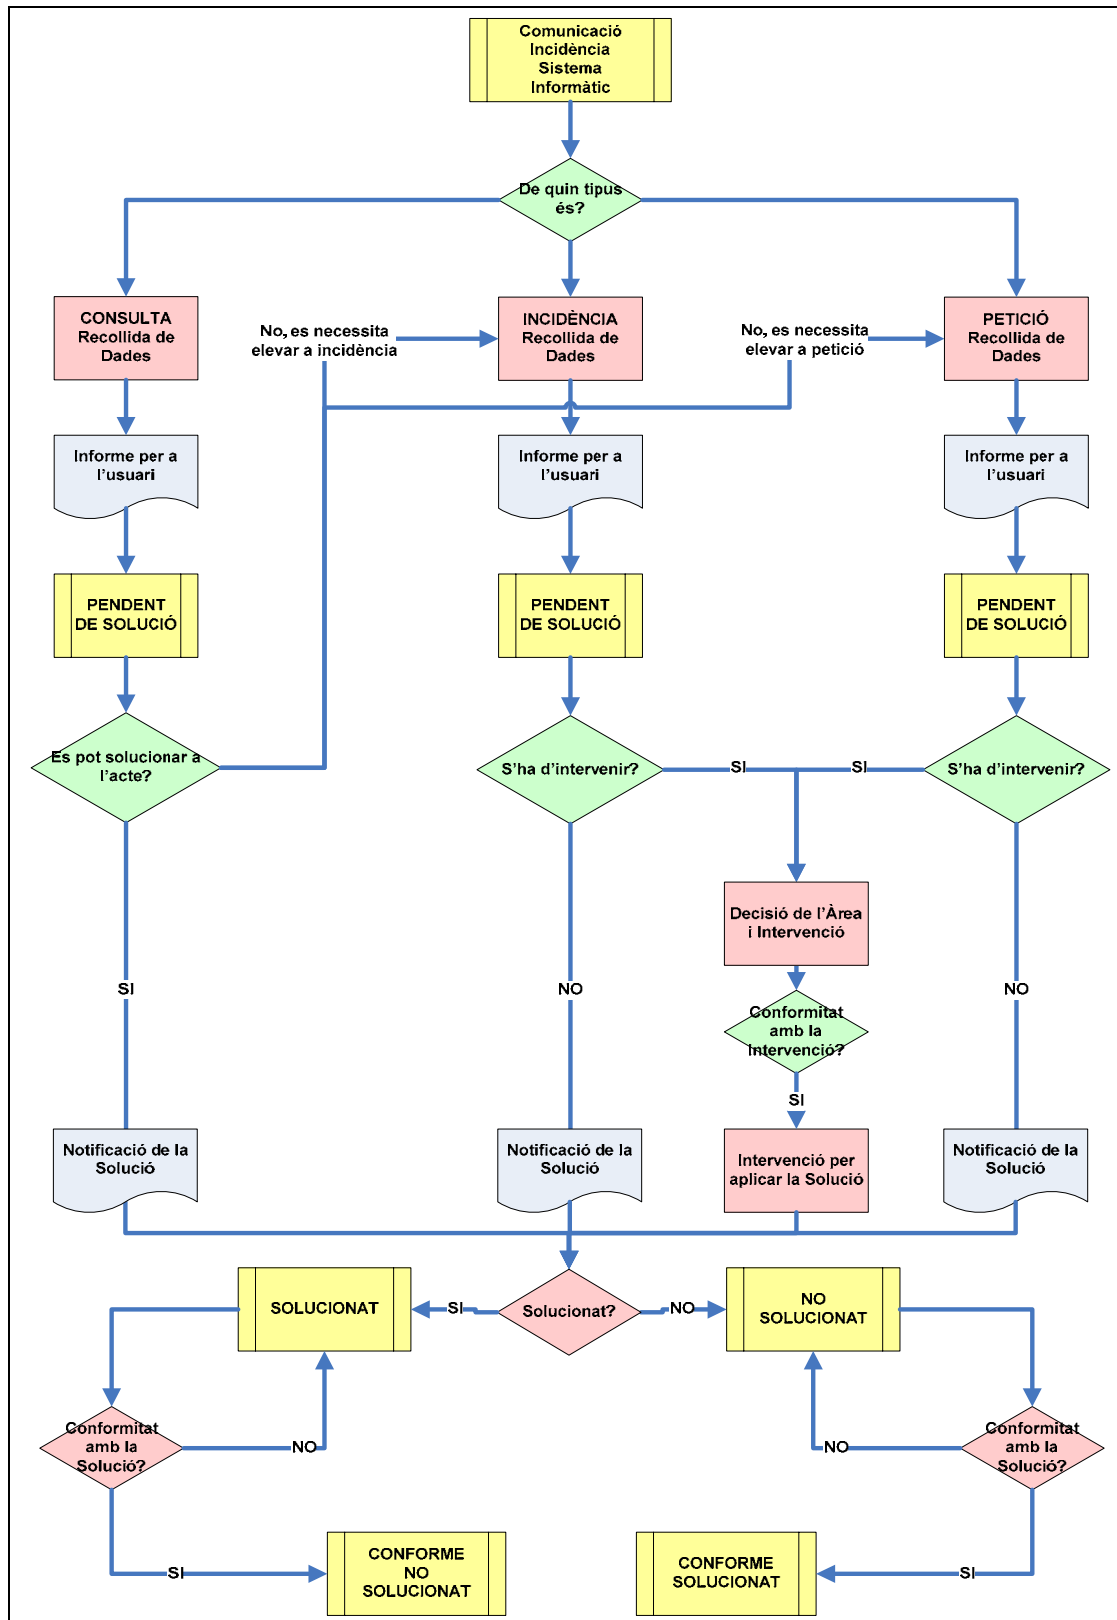 Comunicació
Incidència
Sistema
Informàtic
De quin tipus
és?
CONSULTA
Recollida de
Dades
No, es necessita
elevar a incidència
INCIDÈNCIA
Recollida de
Dades
No, es necessita
elevar a petició
PETICIÓ
Recollida de
Dades
Informe per a
l'usuari
Informe per a
l'usuari
Informe per a
l'usuari
PENDENT
DE SOLUCIÓ
PENDENT
DE SOLUCIÓ
PENDENT
DE SOLUCIÓ
Es pot solucionar a
l'acte?
S'ha d'intervenir?
SI
SI
S'ha d'intervenir?
Decisió de l'Àrea
i Intervenció
SI
NO
Conformitat
amb la
Intervenció?
NO
SI
Notificació de la
Solució
Notificació de la
Solució
Intervenció per
aplicar la Solució
Notificació de la
Solució
SOLUCIONAT
SI
Solucionat?
NO
NO
SOLUCIONAT
Conformitat
amb la
Solució?
NO
NO
Conformitat
amb la
Solució?
SI
CONFORME
NO
SOLUCIONAT
CONFORME
SOLUCIONAT
SI